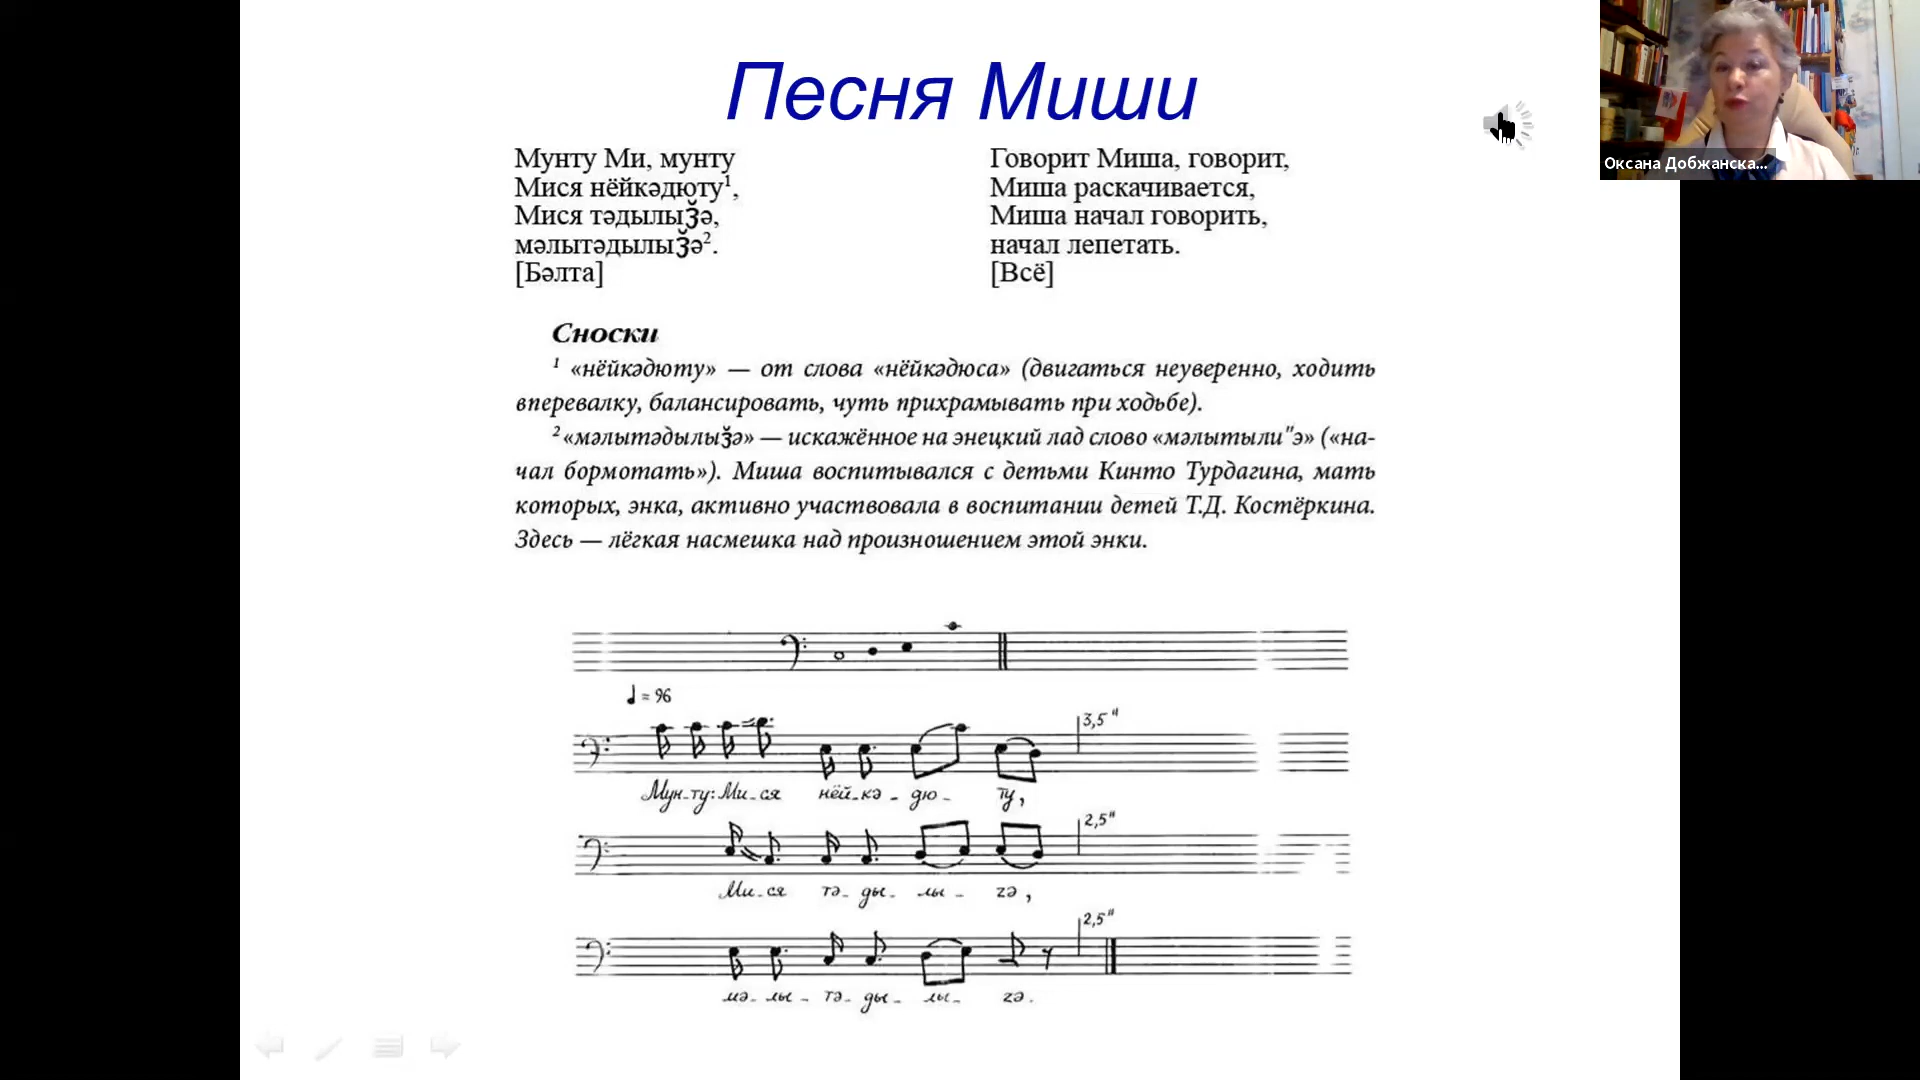 Песня Миши
Мунту Ми, мунту
Мися нёйкәдюту¹,
Мися тәдылыӟә,
мәлытәдылыӟә².
[Бәлта]
Говорит Миша, говорит,
Миша раскачивается,
Миша начал говорить,
начал лепетать.
[Всё]
Сноски
¹ «нёйкәдюту» — от слова «нёйкәдюса» (двигаться неуверенно, ходить
вперевалку, балансировать, чуть прихрамывать при ходьбе).
² «мәлытәдылыӟә» — искажённое на энецкий лад слово «мәлытыли"э» («на-
чал бормотать»). Миша воспитывался с детьми Кинто Турдагина, мать
которых, энка, активно участвовала в воспитании детей Т.Д. Костёркина.
Здесь — лёгкая насмешка над произношением этой энки.
♩ = 96
3,5"
Мун-ту: Ми-ся нёй-кә-дю-ту,
2,5"
Ми-ся тә-ды-лы-zә,
2,5"
мә-лы-тә-ды-лы-zә.
Оксана Добжанска...